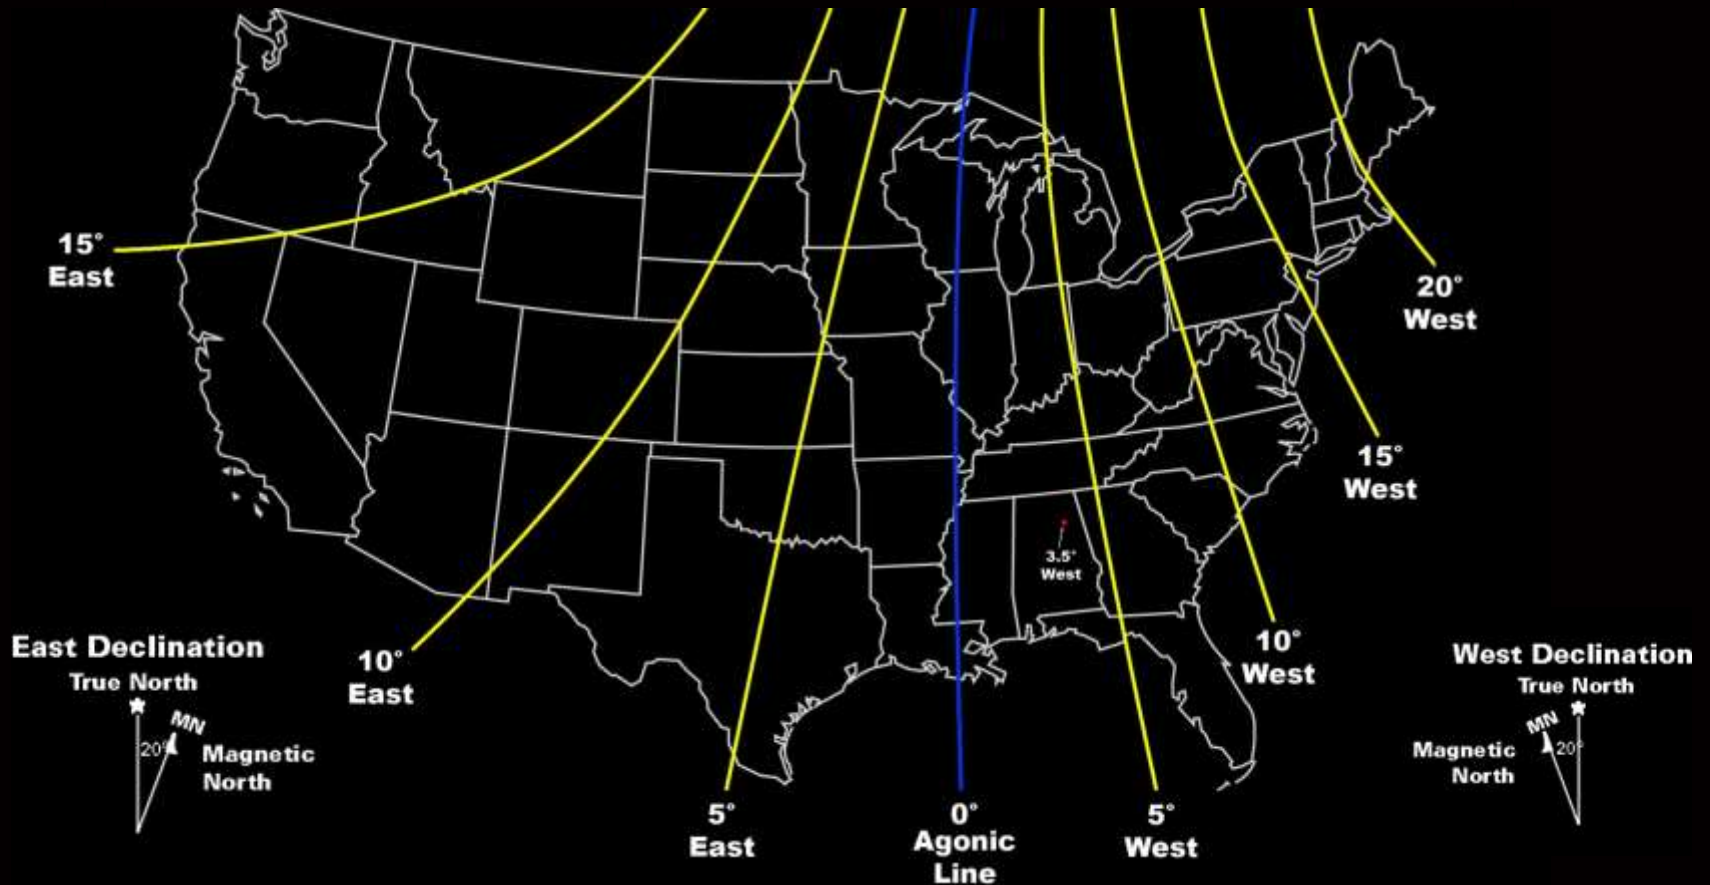 15°
East
20°
West
15°
West
3.5°
West
East Declination
True North
MN
20°
Magnetic
North
10°
East
10°
West
West Declination
True North
MN
20°
Magnetic
North
5°
East
0°
Agonic
Line
5°
West